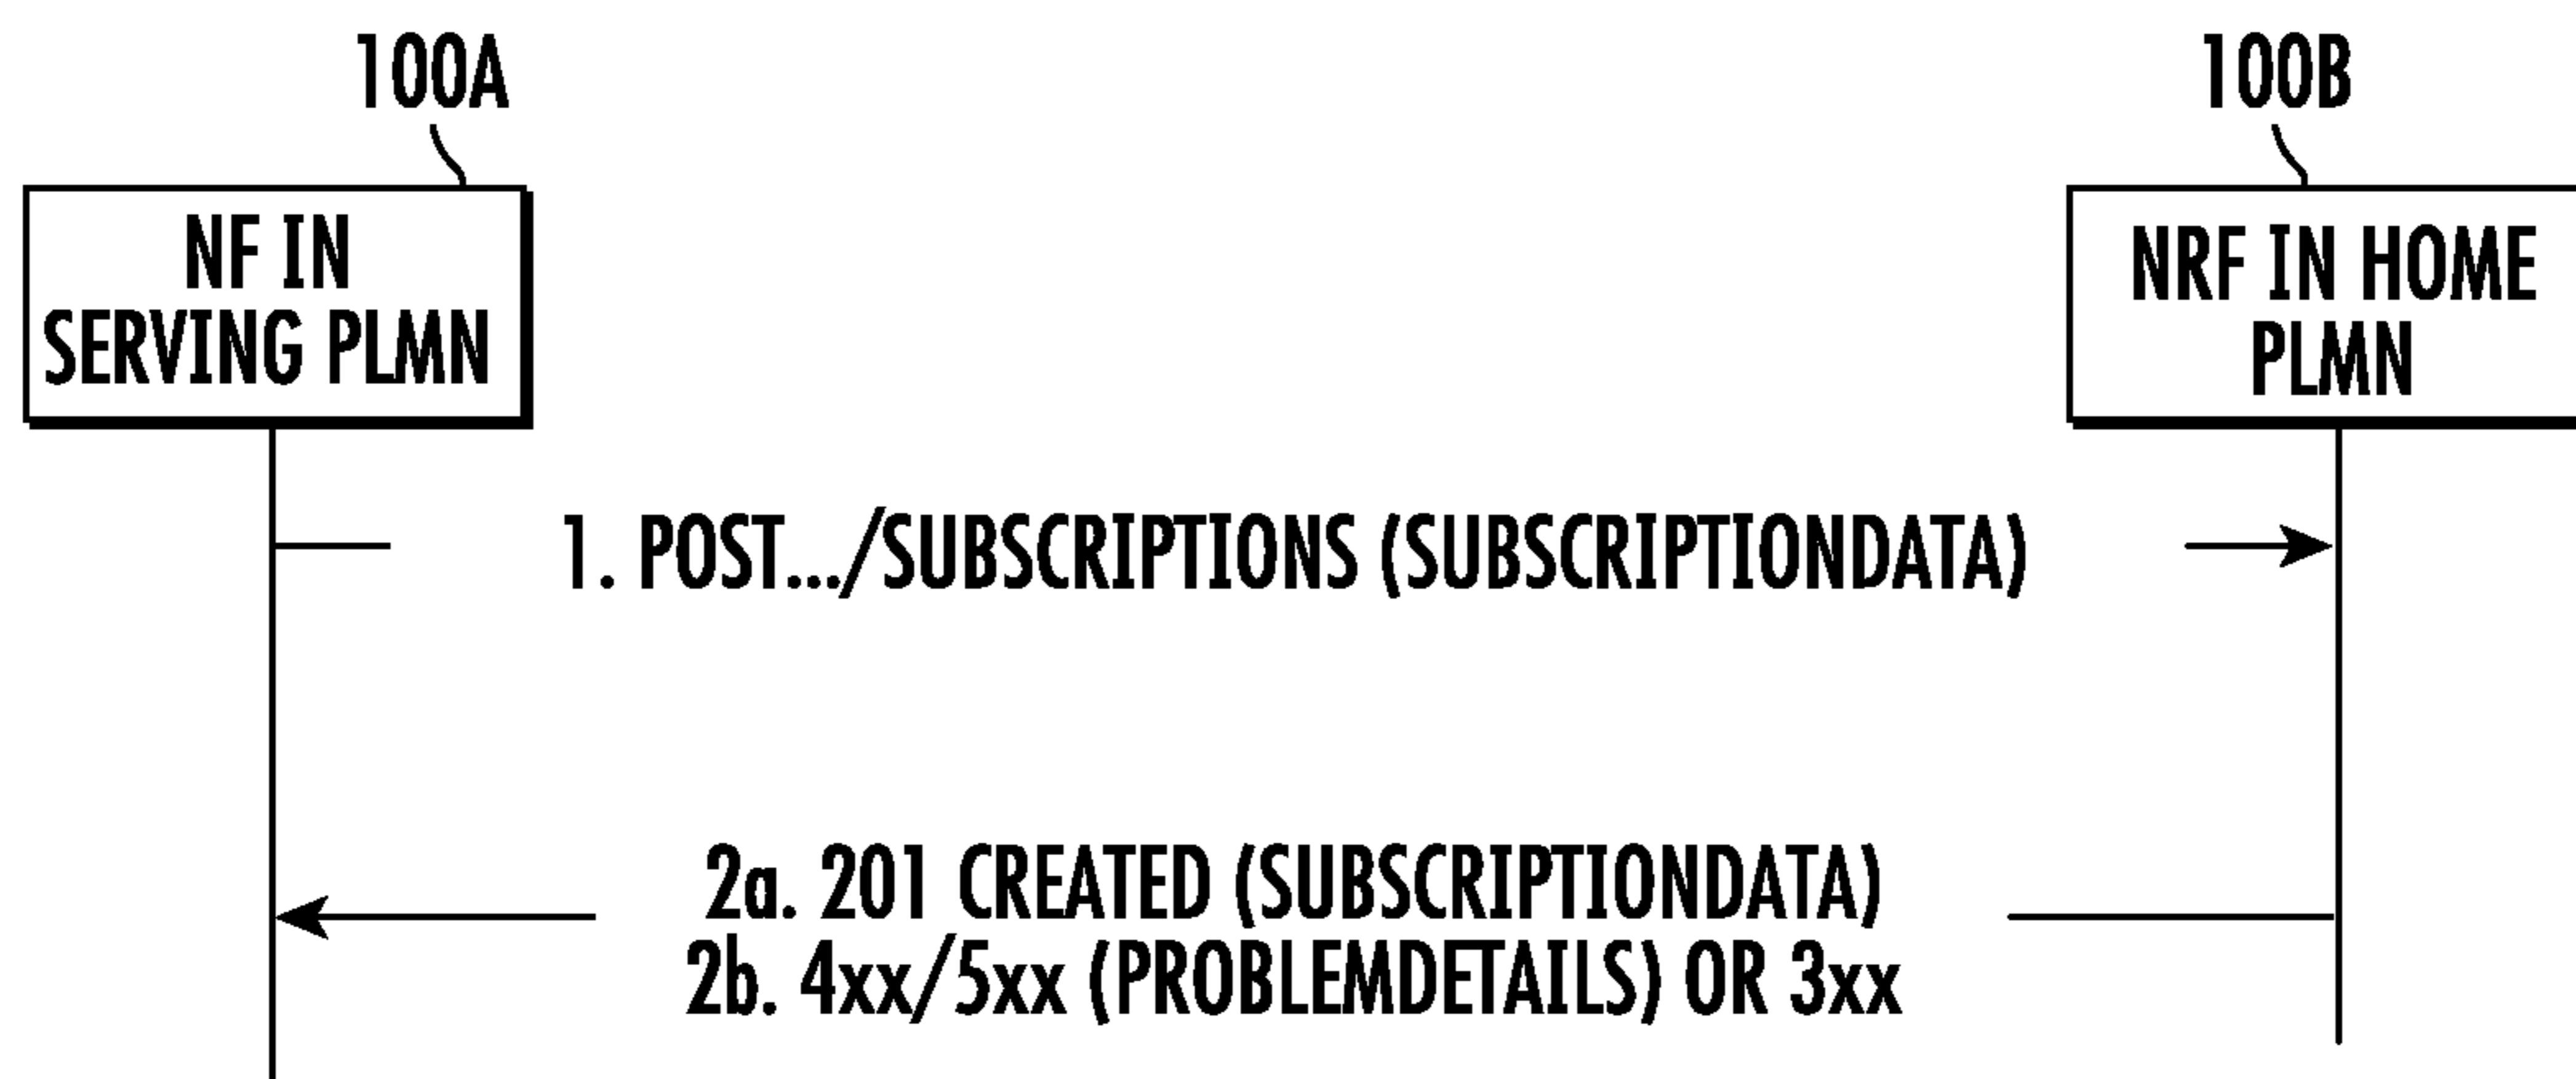 100A
100B
NF IN
SERVING PLMN
NRF IN HOME
PLMN
1. POST.../SUBSCRIPTIONS (SUBSCRIPTIONDATA)
2a. 201 CREATED (SUBSCRIPTIONDATA)
2b. 4xx/5xx (PROBLEMDETAILS) OR 3xx